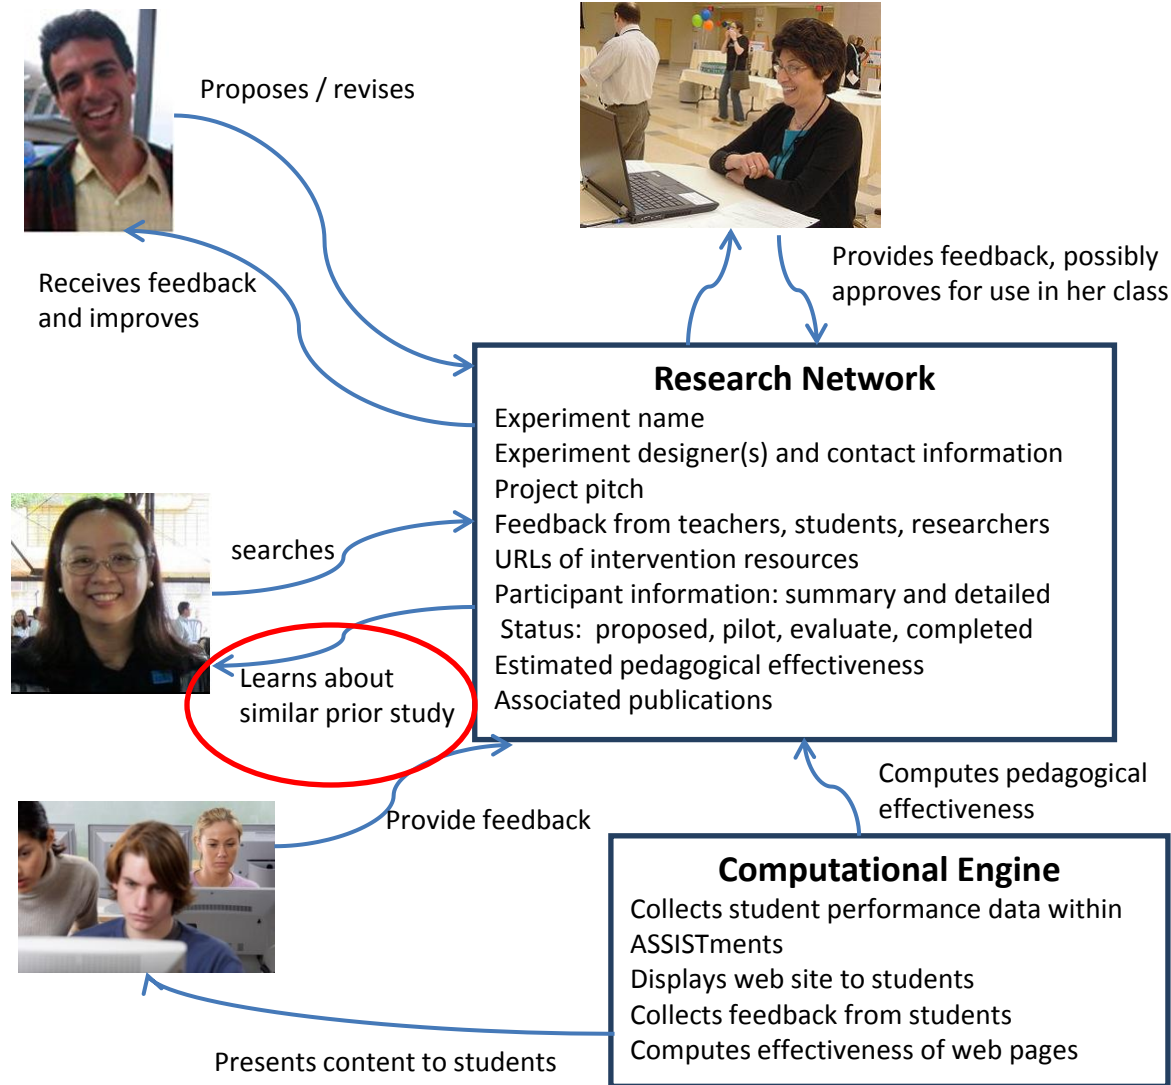 Proposes / revises
Receives feedback
and improves
Provides feedback, possibly
approves for use in her class
Research Network
Experiment name
Experiment designer(s) and contact information
Project pitch
Feedback from teachers, students, researchers
URLs of intervention resources
Participant information: summary and detailed
Status: proposed, pilot, evaluate, completed
Estimated pedagogical effectiveness
Associated publications
searches
Learns about
similar prior study
Provide feedback
Computes pedagogical
effectiveness
Computational Engine
Collects student performance data within
ASSISTments
Displays web site to students
Collects feedback from students
Computes effectiveness of web pages
Presents content to students